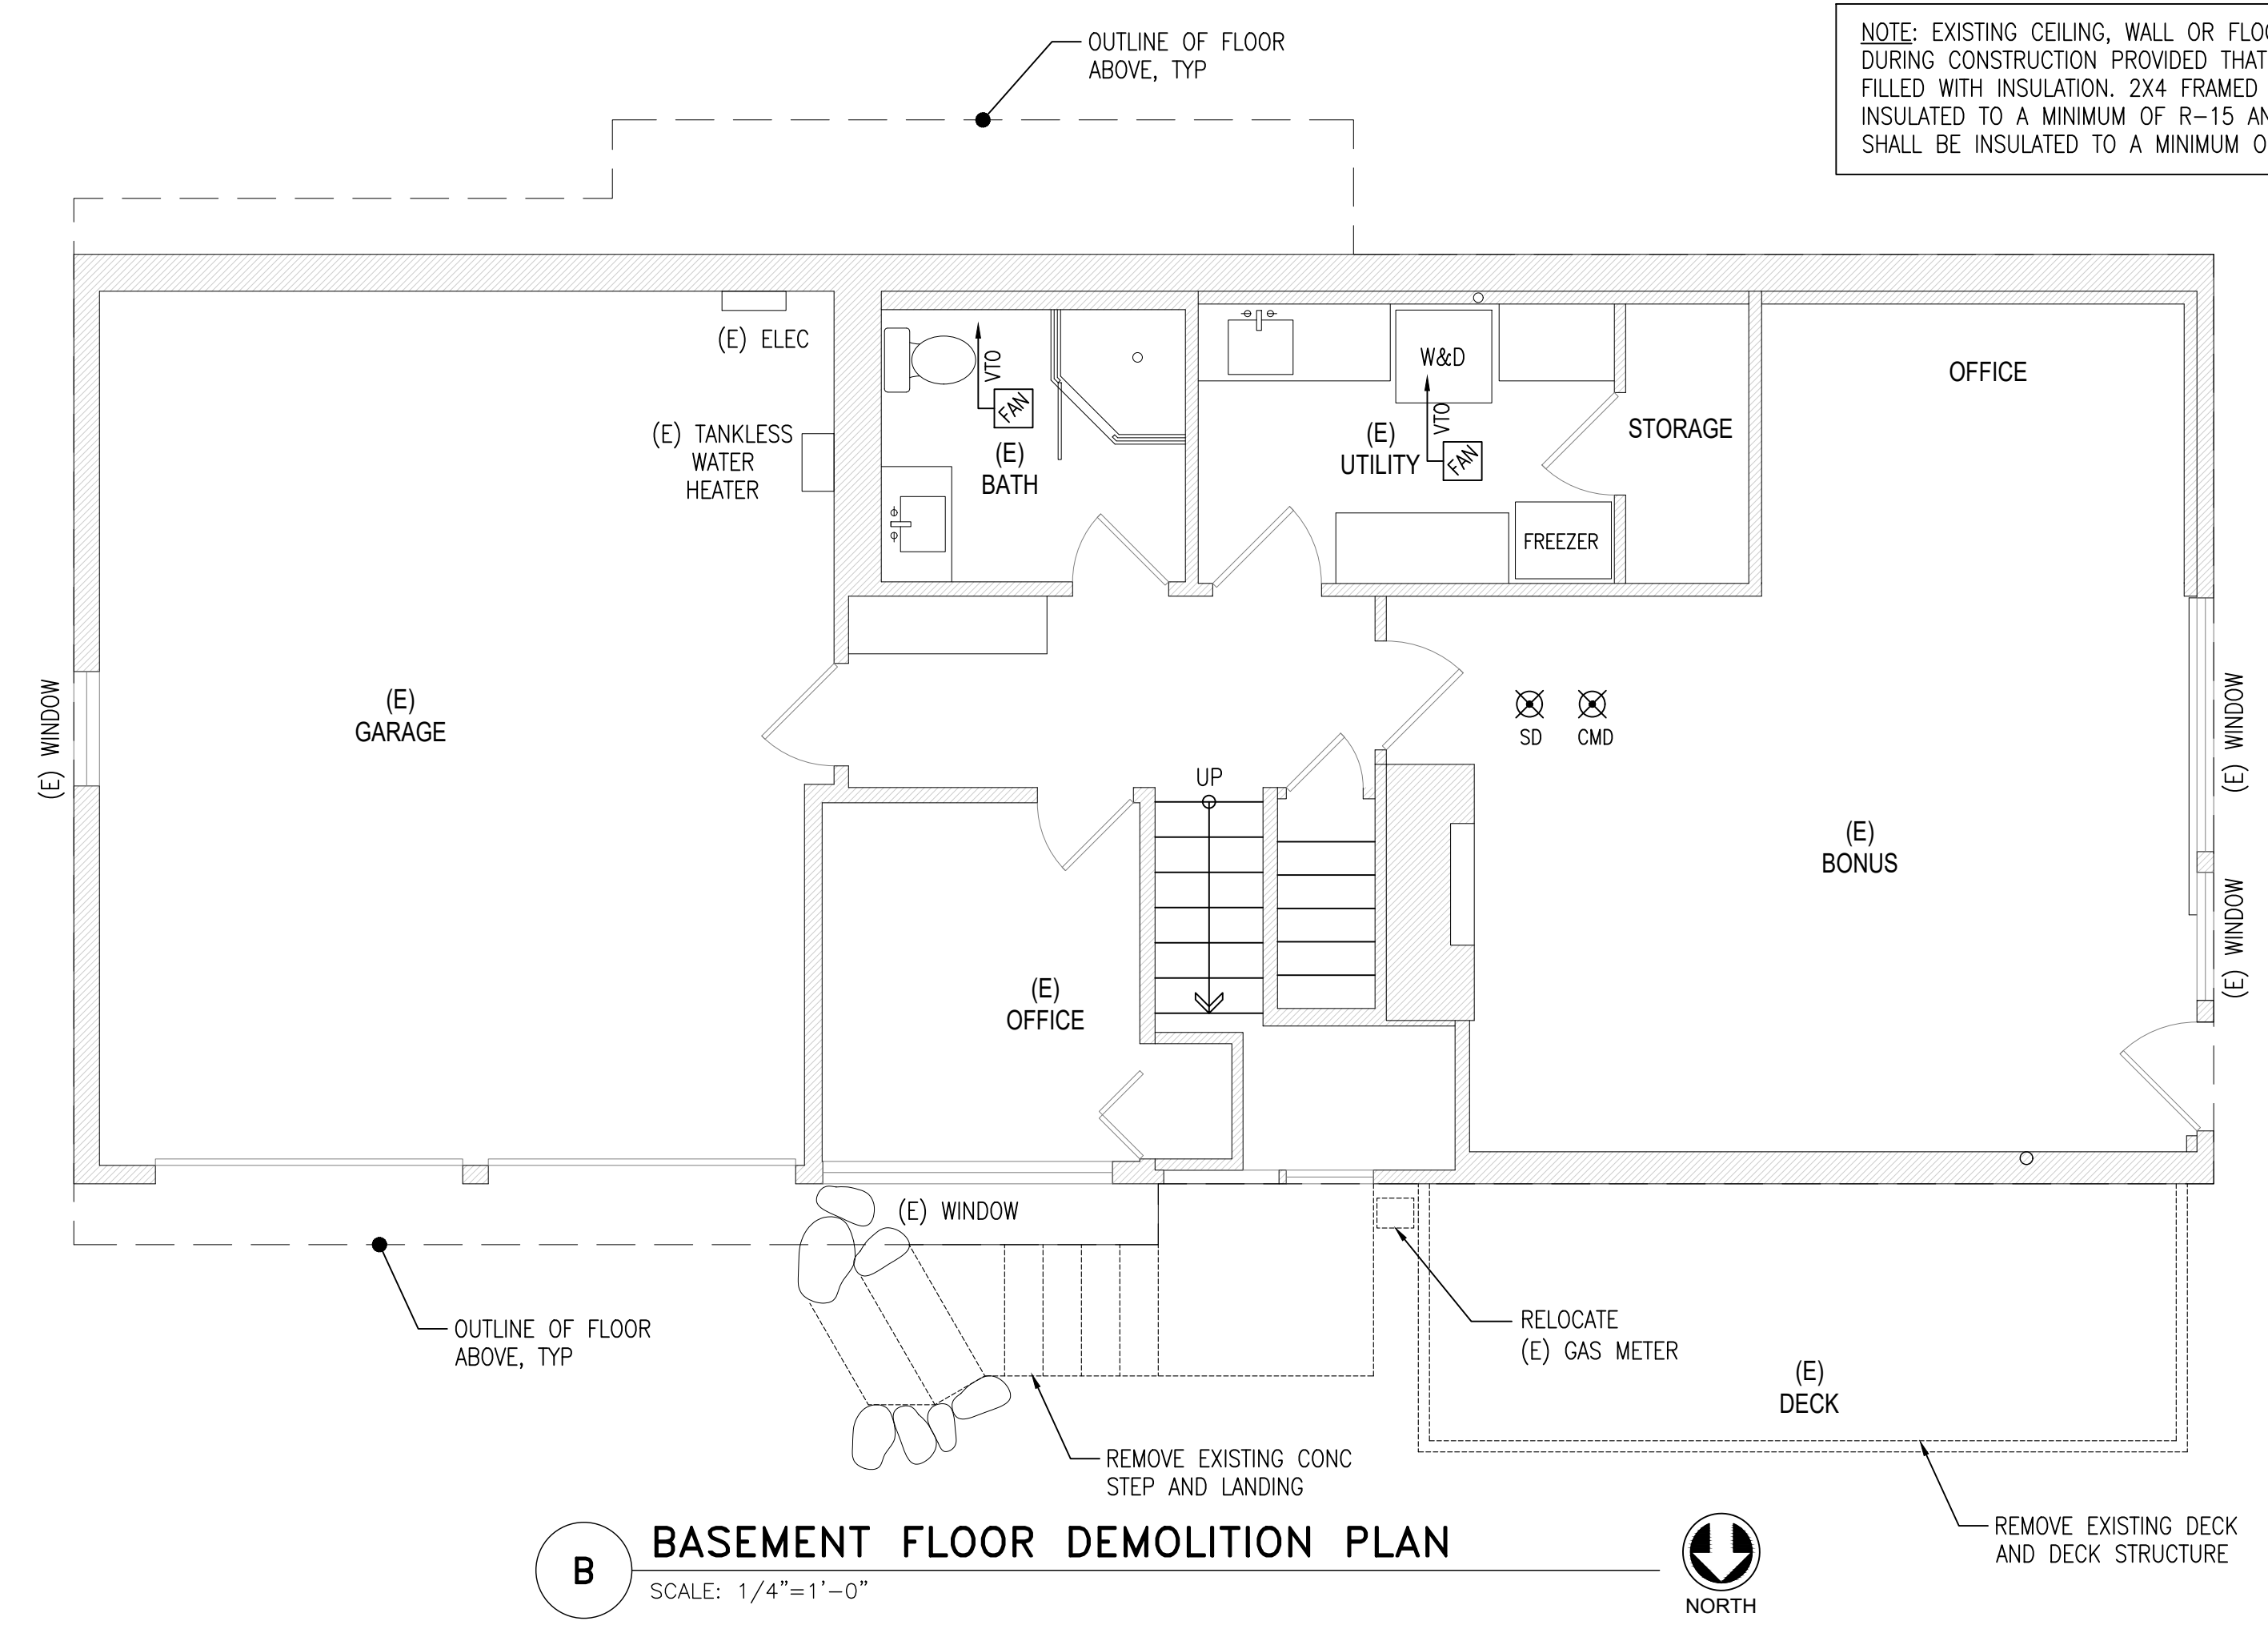 OUTLINE OF FLOOR
ABOVE, TYP
NOTE: EXISTING CEILING, WALL OR
DURING CONSTRUCTION PROVIDED THAT
FILLED WITH INSULATION. 2X4 FRAMED
INSULATED TO A MINIMUM OF R-15
SHALL BE INSULATED TO A MINIMUM
(E) ELEC
(E) TANKLESS
WATER
HEATER
VTO
FAN
(E)
BATH
W&D
VTO
FAN
(E)
UTILITY
STORAGE
FREEZER
OFFICE
(E) WINDOW
(E)
GARAGE
UP
SD
CMD
(E) WINDOW
(E)
BONUS
(E) WINDOW
(E)
OFFICE
(E) WINDOW
OUTLINE OF FLOOR
ABOVE, TYP
RELOCATE
(E) GAS METER
(E)
DECK
REMOVE EXISTING CONC
STEP AND LANDING
REMOVE EXISTING DECK
AND DECK STRUCTURE
B
BASEMENT FLOOR DEMOLITION PLAN
SCALE: 1/4"=1'-0"
NORTH